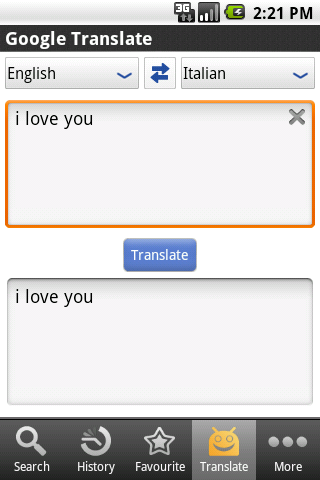 3G 2:21 PM
Google Translate
English Italian
i love you
Translate
i love you
Search History Favourite Translate More